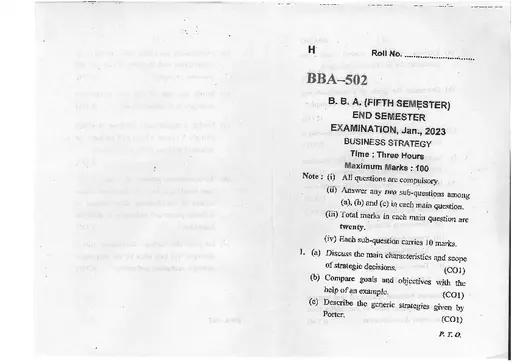 H Roll No. ........................
BBA–502
B. B. A. (FIFTH SEMESTER)
END SEMESTER
EXAMINATION, Jan., 2023
BUSINESS STRATEGY
Time : Three Hours
Maximum Marks : 100
Note : (i) All questions are compulsory.
(ii) Answer any two sub-questions among
(a), (b) and (c) in each main question.
(iii) Total marks in each main question are
twenty.
(iv) Each sub-question carries 10 marks.
1. (a) Discuss the main characteristics and scope
of strategic decisions. (CO1)
(b) Compare goals and objectives with the
help of an example. (CO1)
(c) Describe the generic strategies given by
Porter. (CO1)
P. T. O.